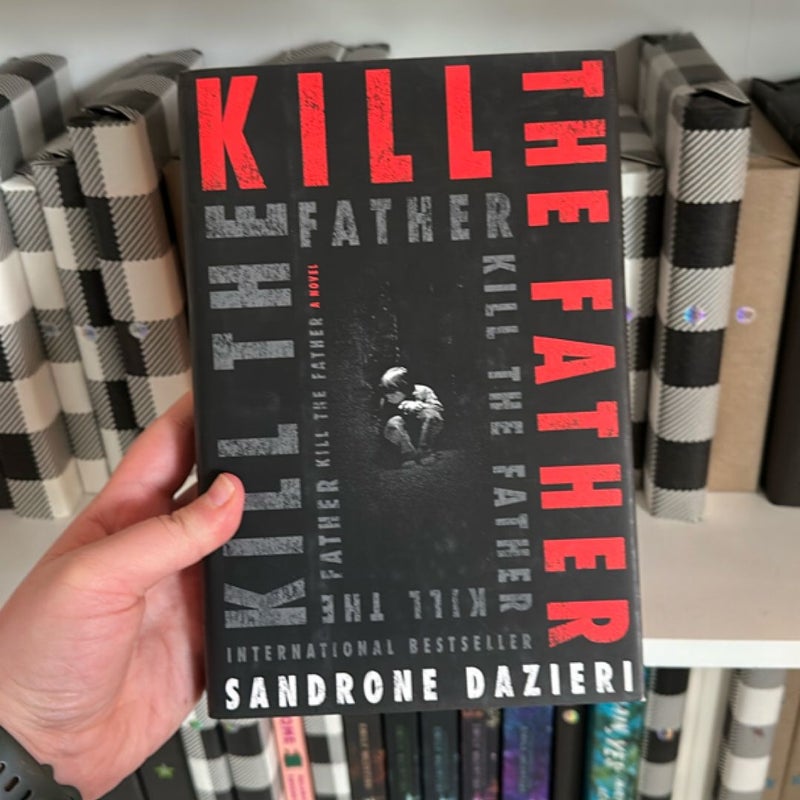 KILL
THE FATHER
KILL THE
FATHER
KILL THE FATHER
KILL THE
FATHER
KILL THE FATHER
A NOVEL
INTERNATIONAL BESTSELLER
SANDRONE DAZIERI